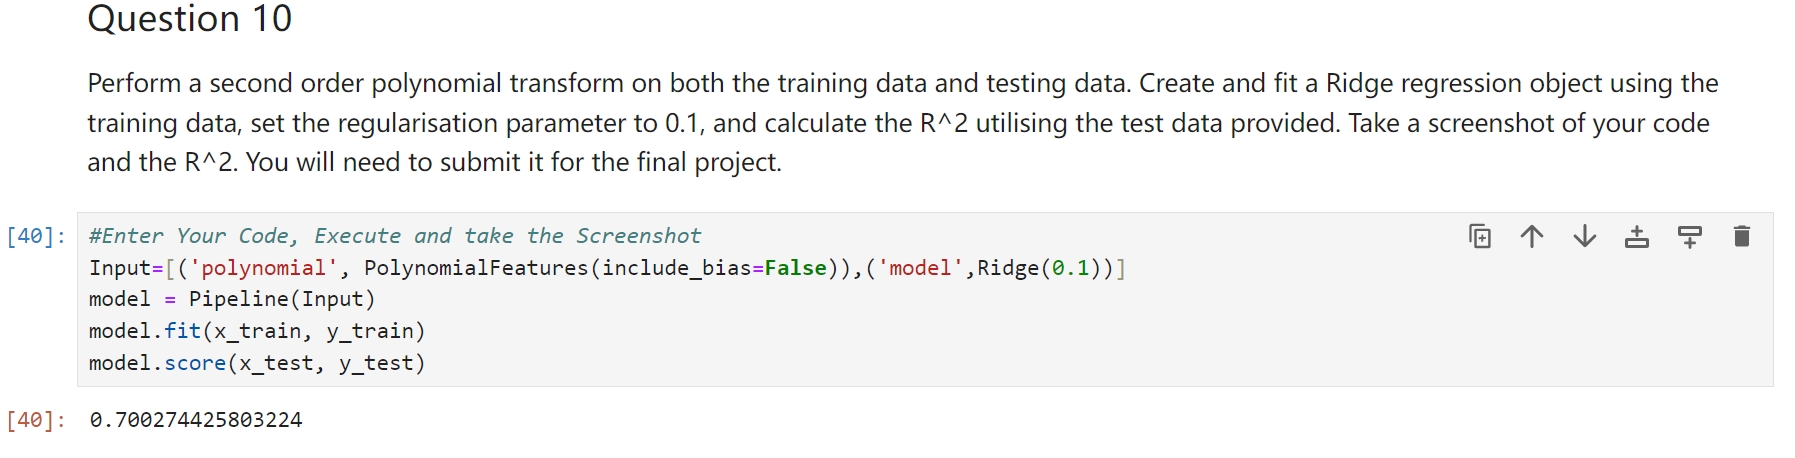 Question 10
Perform a second order polynomial transform on both the training data and testing data. Create and fit a Ridge regression object using the
training data, set the regularisation parameter to 0.1, and calculate the R^2 utilising the test data provided. Take a screenshot of your code
and the R^2. You will need to submit it for the final project.
[40]: #Enter Your Code, Execute and take the Screenshot
Input=[('polynomial', PolynomialFeatures(include_bias=False)),('model',Ridge(0.1))]
model = Pipeline(Input)
model.fit(x_train, y_train)
model.score(x_test, y_test)
[40]: 0.700274425803224